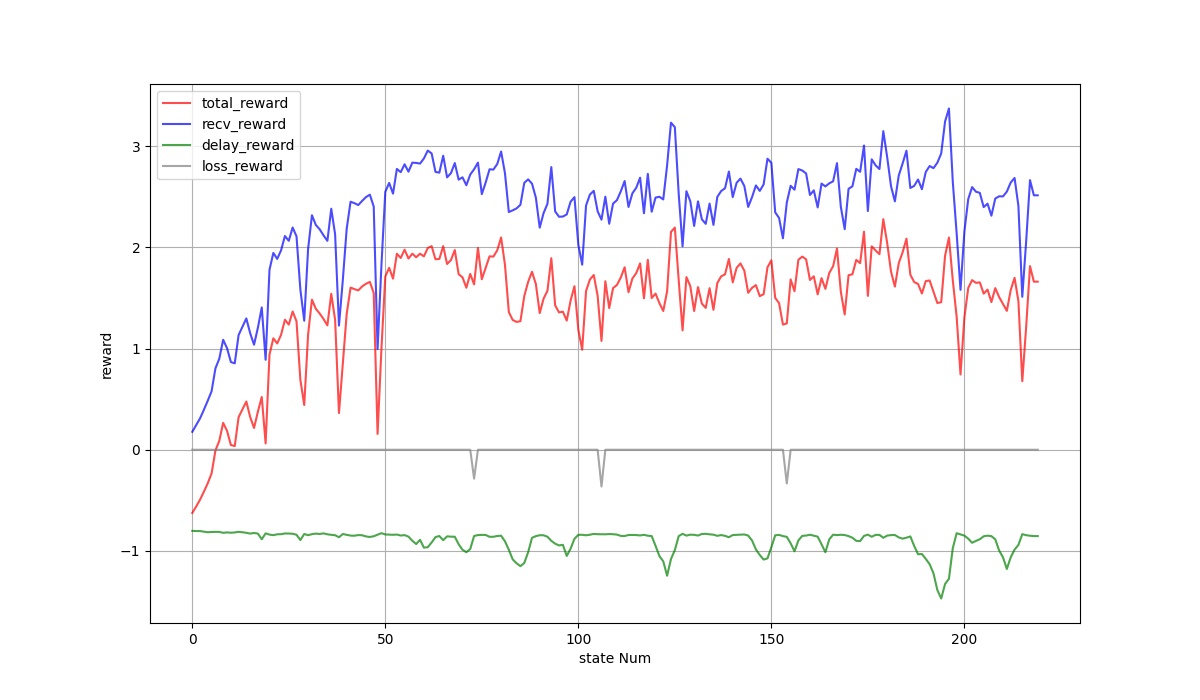 total_reward
recv_reward
delay_reward
loss_reward
3
2
1
0
−1
reward
0 50 100 150 200
state Num